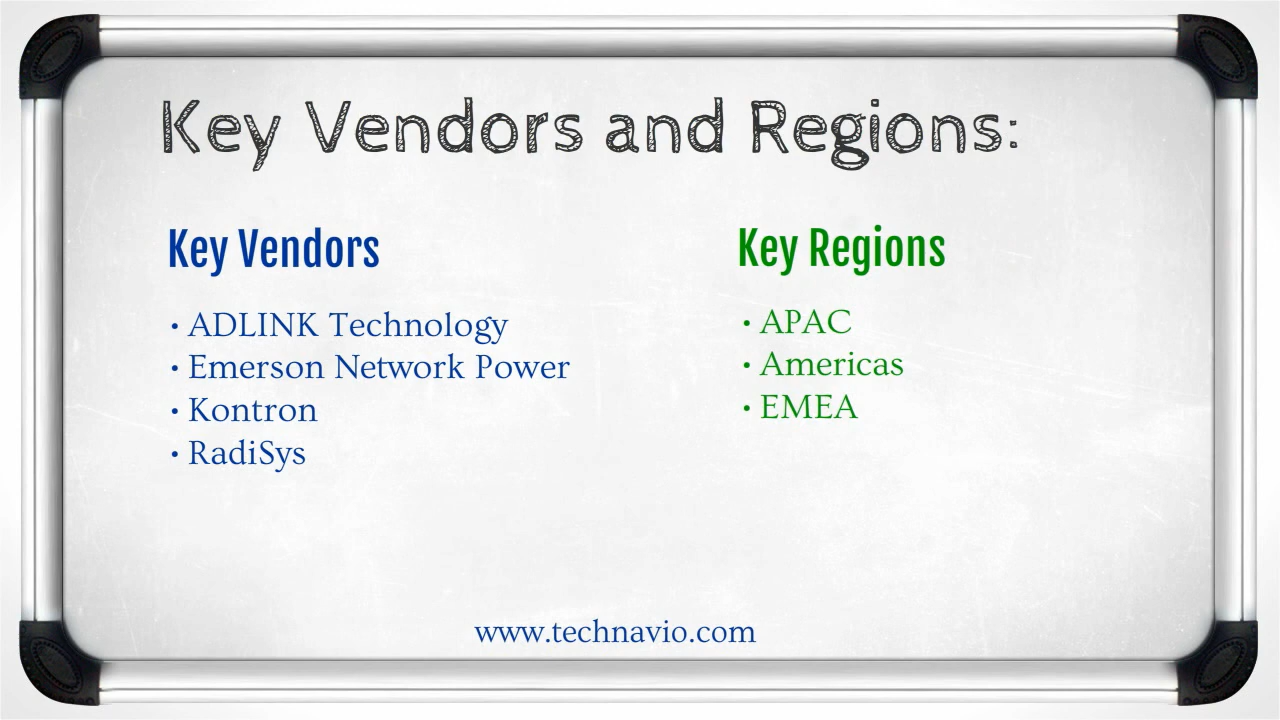 Key Vendors and Regions:
Key Vendors
• ADLINK Technology
• Emerson Network Power
• Kontron
• RadiSys
Key Regions
• APAC
• Americas
• EMEA
www.technavio.com